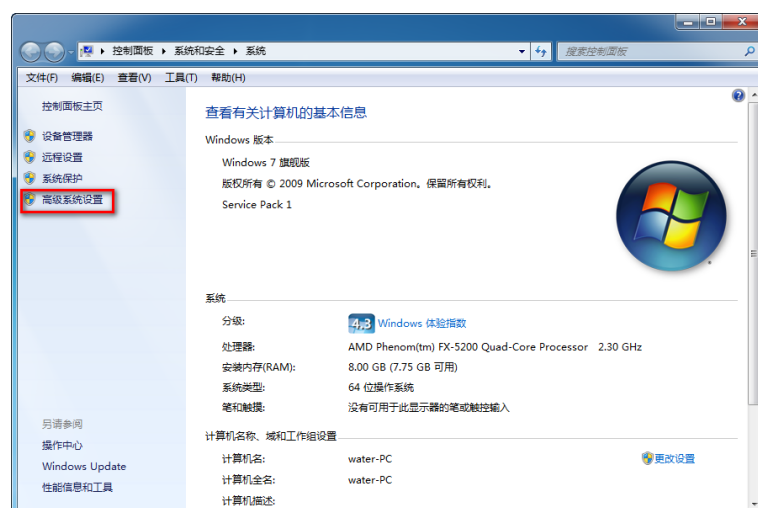 控制面板 ▸ 系统和安全 ▸ 系统
搜索控制面板
文件(F) 编辑(E) 查看(V) 工具(T) 帮助(H)
控制面板主页
设备管理器
远程设置
系统保护
高级系统设置
查看有关计算机的基本信息
Windows 版本
Windows 7 旗舰版
版权所有 © 2009 Microsoft Corporation。保留所有权利。
Service Pack 1
系统
分级: 4.3 Windows 体验指数
处理器: AMD Phenom(tm) FX-5200 Quad-Core Processor 2.30 GHz
安装内存(RAM): 8.00 GB (7.75 GB 可用)
系统类型: 64 位操作系统
笔和触摸: 没有可用于此显示器的笔或触控输入
计算机名称、域和工作组设置
计算机名: water-PC 更改设置
计算机全名: water-PC
计算机描述:
另请参阅
操作中心
Windows Update
性能信息和工具